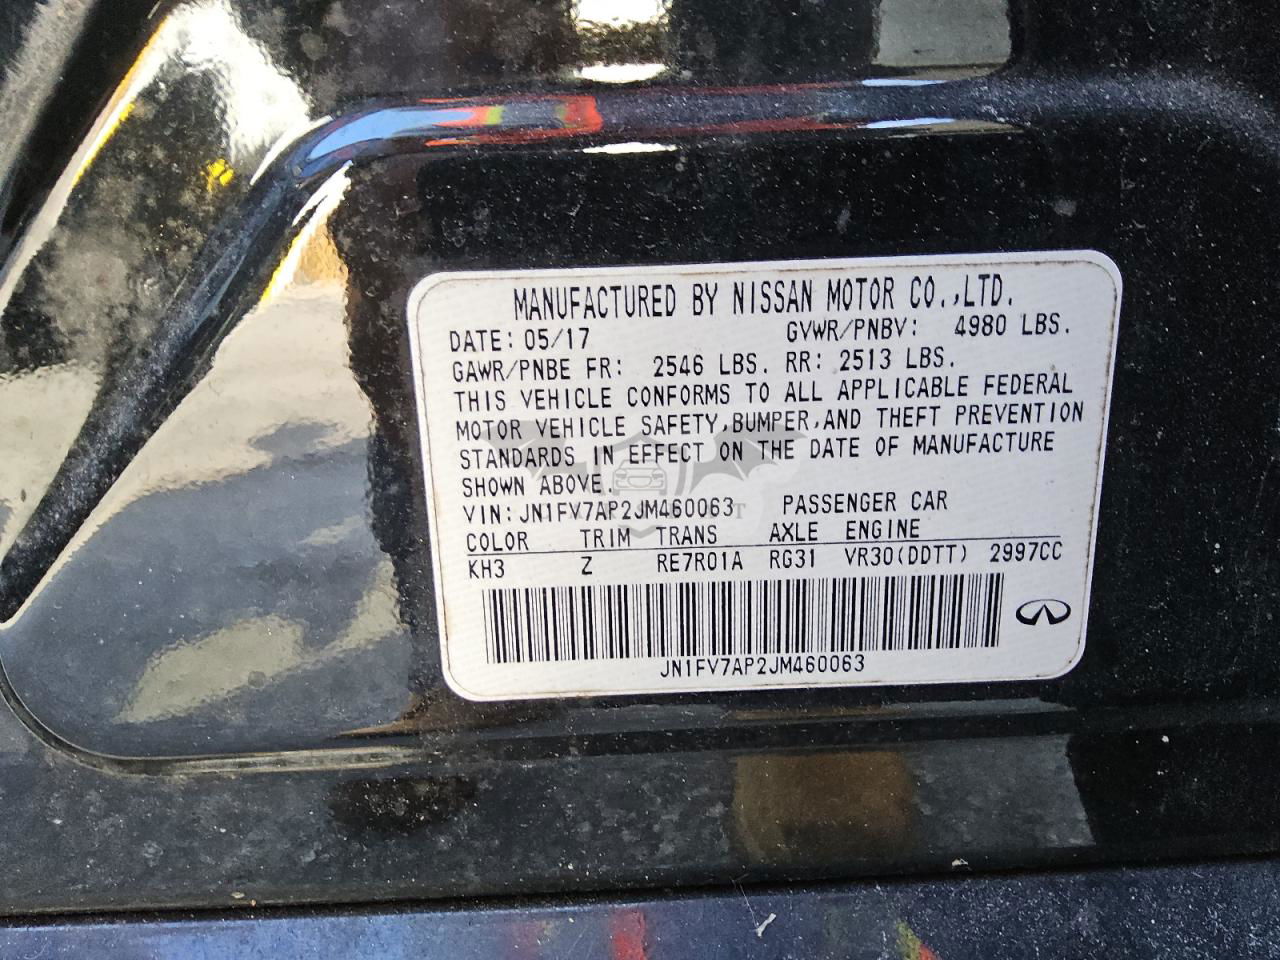 MANUFACTURED BY NISSAN MOTOR CO.,LTD.
DATE: 05/17 GVWR/PNBV: 4980 LBS.
GAWR/PNBE FR: 2546 LBS. RR: 2513 LBS.
THIS VEHICLE CONFORMS TO ALL APPLICABLE FEDERAL
MOTOR VEHICLE SAFETY,BUMPER,AND THEFT PREVENTION
STANDARDS IN EFFECT ON THE DATE OF MANUFACTURE
SHOWN ABOVE.
VIN:JN1FV7AP2JM460063 PASSENGER CAR
COLOR TRIM TRANS AXLE ENGINE
KH3 Z RE7R01A RG31 VR30(DDTT) 2997CC
JN1FV7AP2JM460063